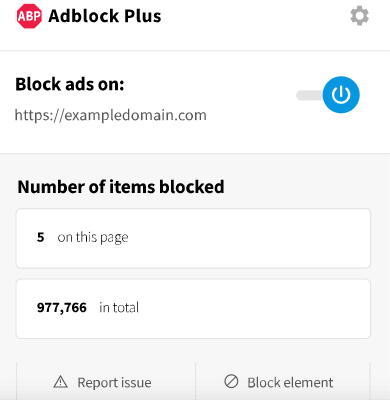 ABP Adblock Plus
Block ads on:
https://exampledomain.com
Number of items blocked
5 on this page
977,766 in total
Report issue
Block element